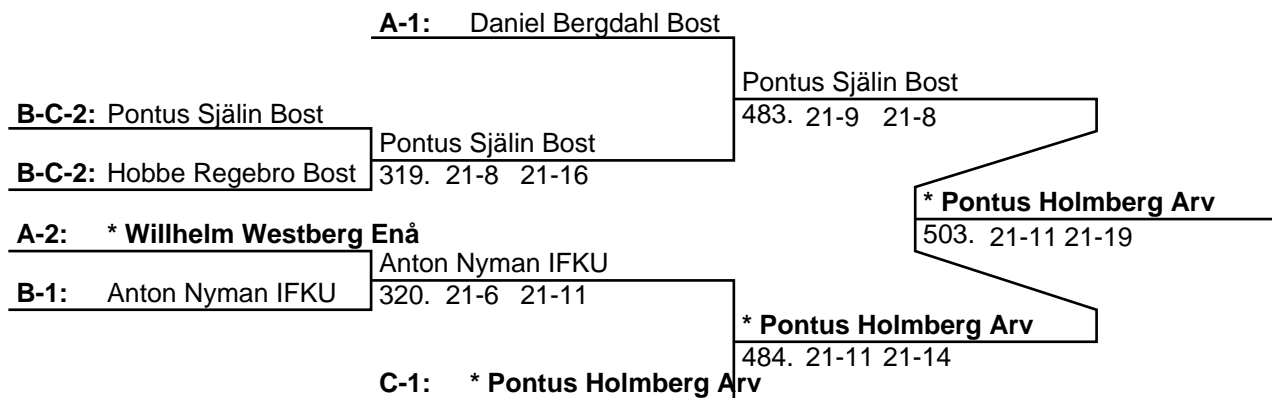 A-1: Daniel Bergdahl Bost
Pontus Själin Bost
B-C-2: Pontus Själin Bost
483. 21-9 21-8
Pontus Själin Bost
B-C-2: Hobbe Regebro Bost
319. 21-8 21-16
* Pontus Holmberg Arv
A-2: * Willhelm Westberg Enå
503. 21-11 21-19
Anton Nyman IFKU
B-1: Anton Nyman IFKU
320. 21-6 21-11
* Pontus Holmberg Arv
484. 21-11 21-14
C-1: * Pontus Holmberg Arv